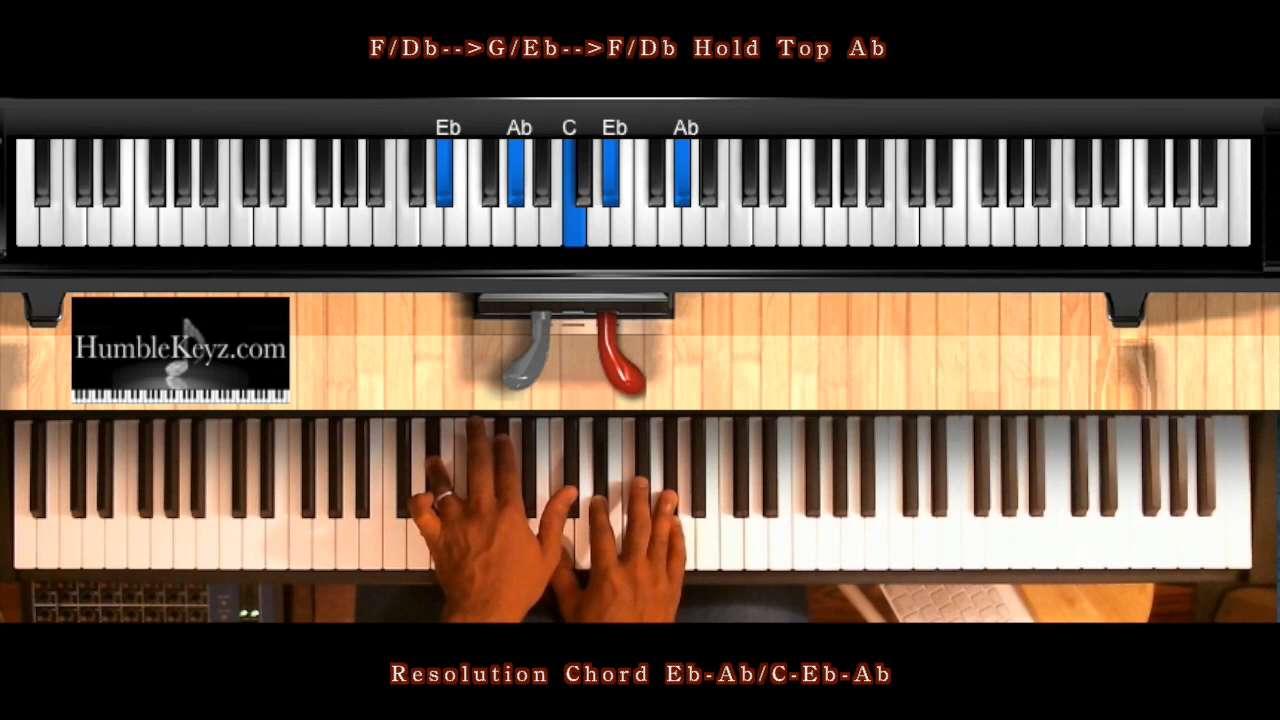 F/Db-->G/Eb-->F/Db Hold Top Ab
Eb Ab C Eb Ab
HumbleKeyz.com
Resolution Chord Eb-Ab/C-Eb-Ab